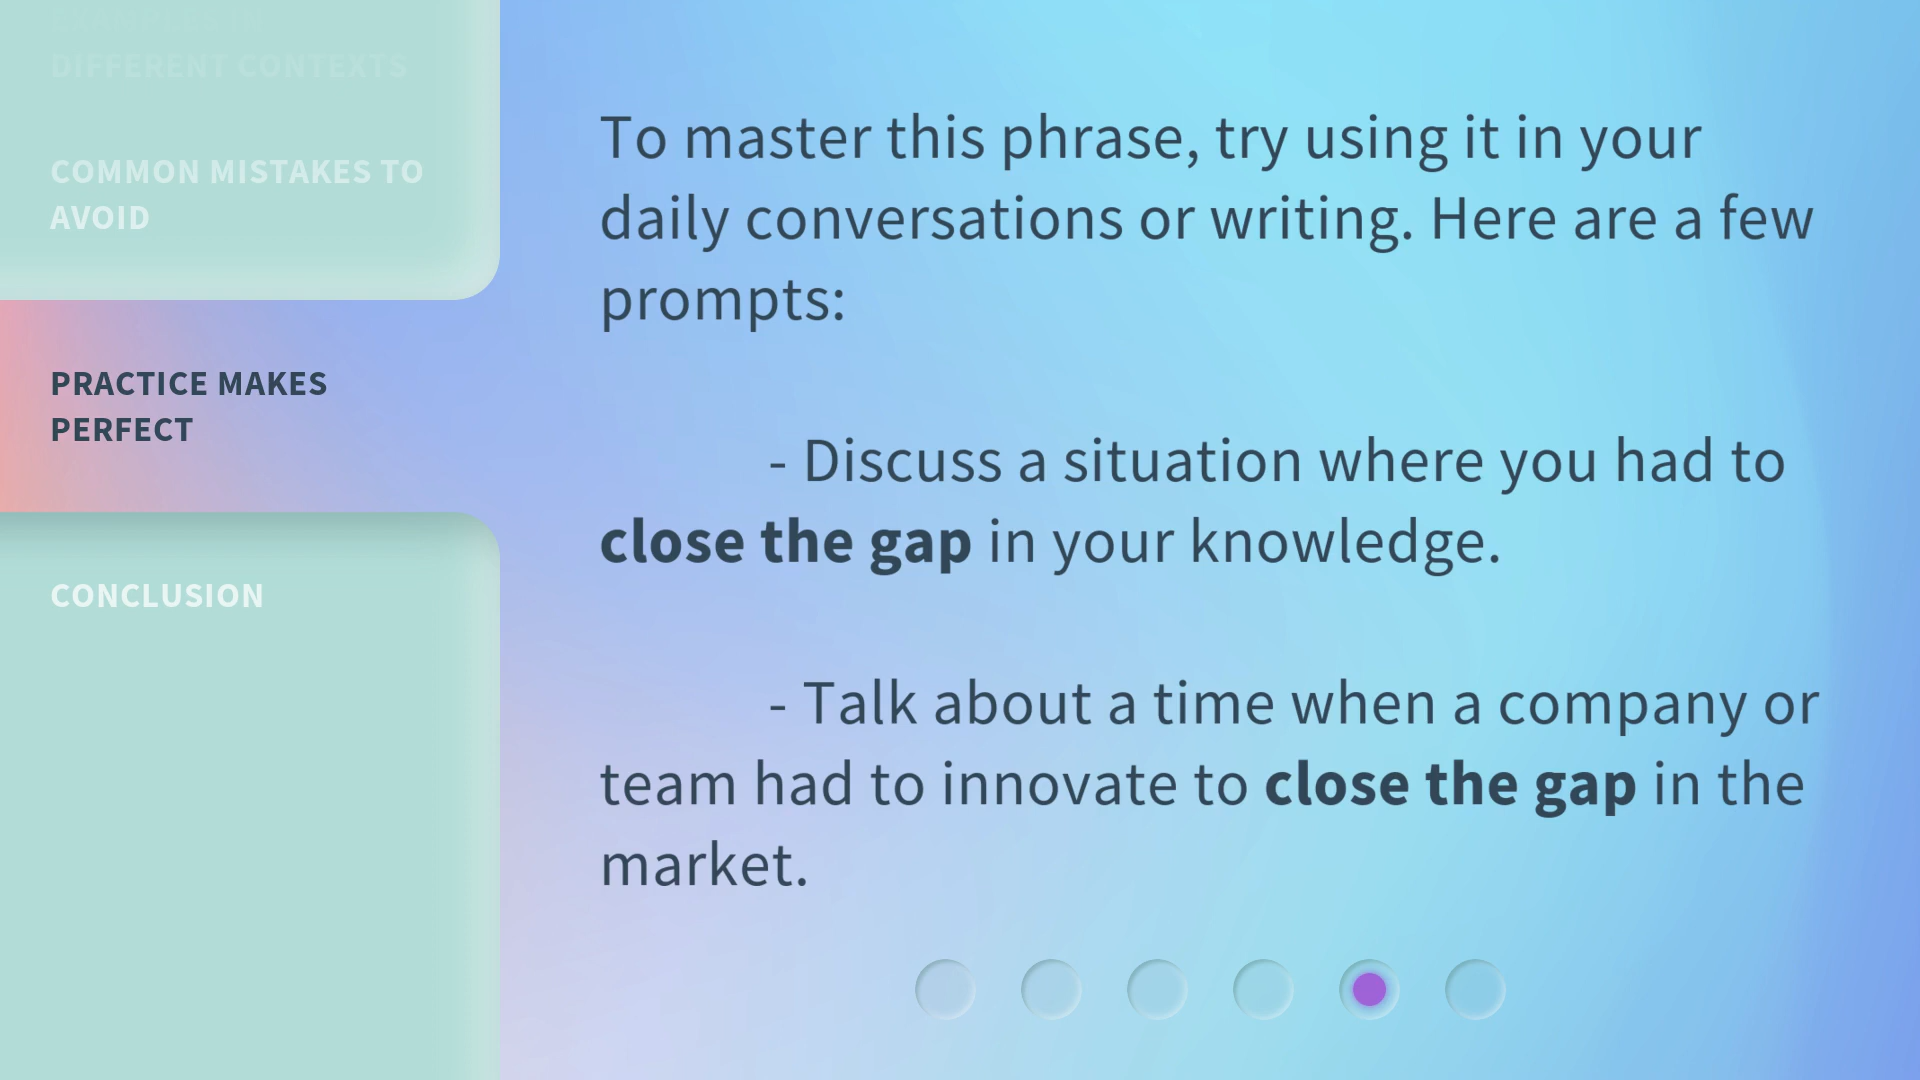 DIFFERENT CONTEXTS
COMMON MISTAKES TO
AVOID
PRACTICE MAKES
PERFECT
CONCLUSION
To master this phrase, try using it in your
daily conversations or writing. Here are a few
prompts:
- Discuss a situation where you had to
close the gap in your knowledge.
- Talk about a time when a company or
team had to innovate to close the gap in the
market.